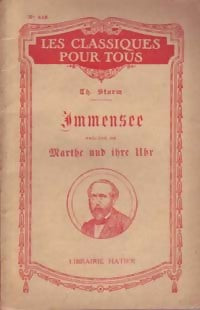 LES CLASSIQUES
POUR TOUS
Th. Storm
Immensee
Marthe und ihre Uhr
LIBRAIRIE HATIER